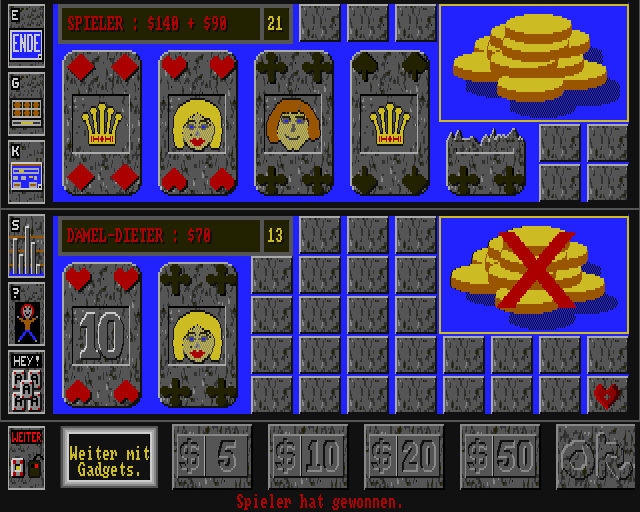 E
ENDE
SPIELER : $140 + $90 21
G
K
S
DAMEL-DIETER : $70 13
?
10
HEY!
WEITER
Weiter mit
Gadgets.
$ 5
$ 10
$ 20
$ 50
ok
Spieler hat gewonnen.